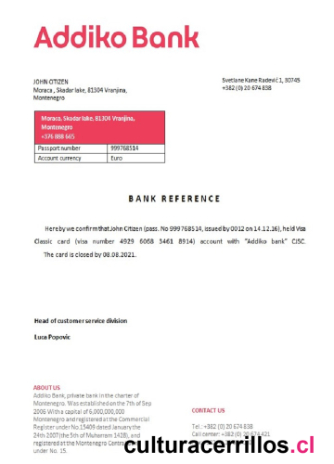 Addiko Bank
JOHN CITIZEN
Moraca , Skadar lake, 81304 Vranjina,
Montenegro
Svetlane Kane Radević 1, 30745
+382 (0) 20 674 838
Moraca, Skadar lake, 81304 Vranjina,
Montenegro
Passport number 999768514
Account currency Euro
BANK REFERENCE
Hereby we confirm that John Citizen (pass. No 999768514, issued by 0012 on 14.12.16), held Visa
Classic card (visa number 4929 6068 3461 8914) account with "Addiko bank" CJSC.
The card is closed by 08.08.2021.
Head of customer service division
Luca Popovic
ABOUT US
Addiko Bank, private bank in the charter of
Montenegro. Was established on the 7th of Sep
2006 With a capital of 6,000,000,000
Montenegro and registered at the Commercial
Register under No.15409 dated January the
24th 2007 (the 5th of Muharrem 1428), and
registered at the Montenegro
under No. 15.
CONTACT US
Tel : +382 (0) 20 674 838
Call center: +382 (0) 20 674 421
culturacerrillos.cl